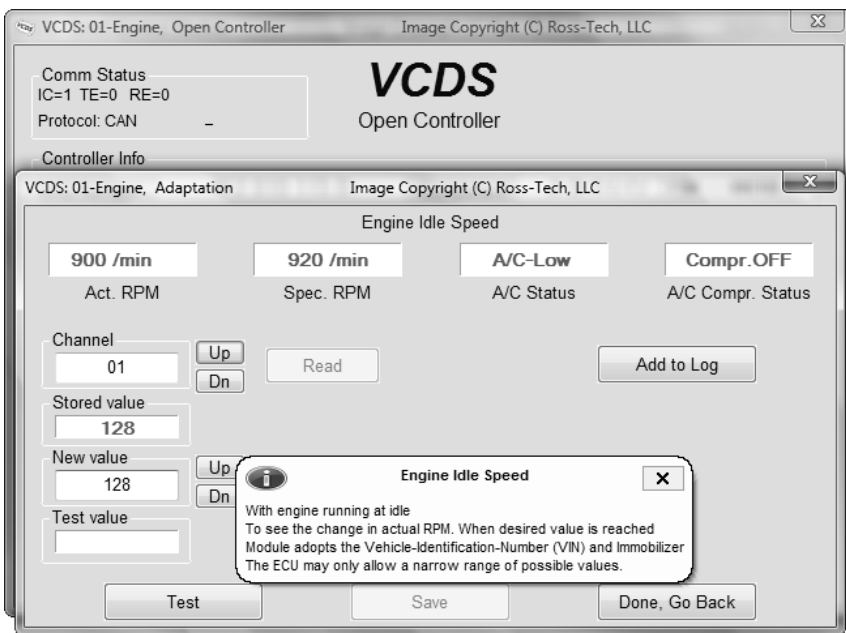 VCDS: 01-Engine, Open Controller Image Copyright (C) Ross-Tech, LLC
Comm Status
IC=1 TE=0 RE=0
Protocol: CAN –
VCDS
Open Controller
Controller Info
VCDS: 01-Engine, Adaptation Image Copyright (C) Ross-Tech, LLC
Engine Idle Speed
900 /min 920 /min A/C-Low Compr.OFF
Act. RPM Spec. RPM A/C Status A/C Compr. Status
Channel
01 Up Dn Read Add to Log
Stored value
128
New value
128 Up Dn
Test value
Engine Idle Speed
With engine running at idle
To see the change in actual RPM. When desired value is reached
Module adopts the Vehicle-Identification-Number (VIN) and Immobilizer
The ECU may only allow a narrow range of possible values.
Test Save Done, Go Back